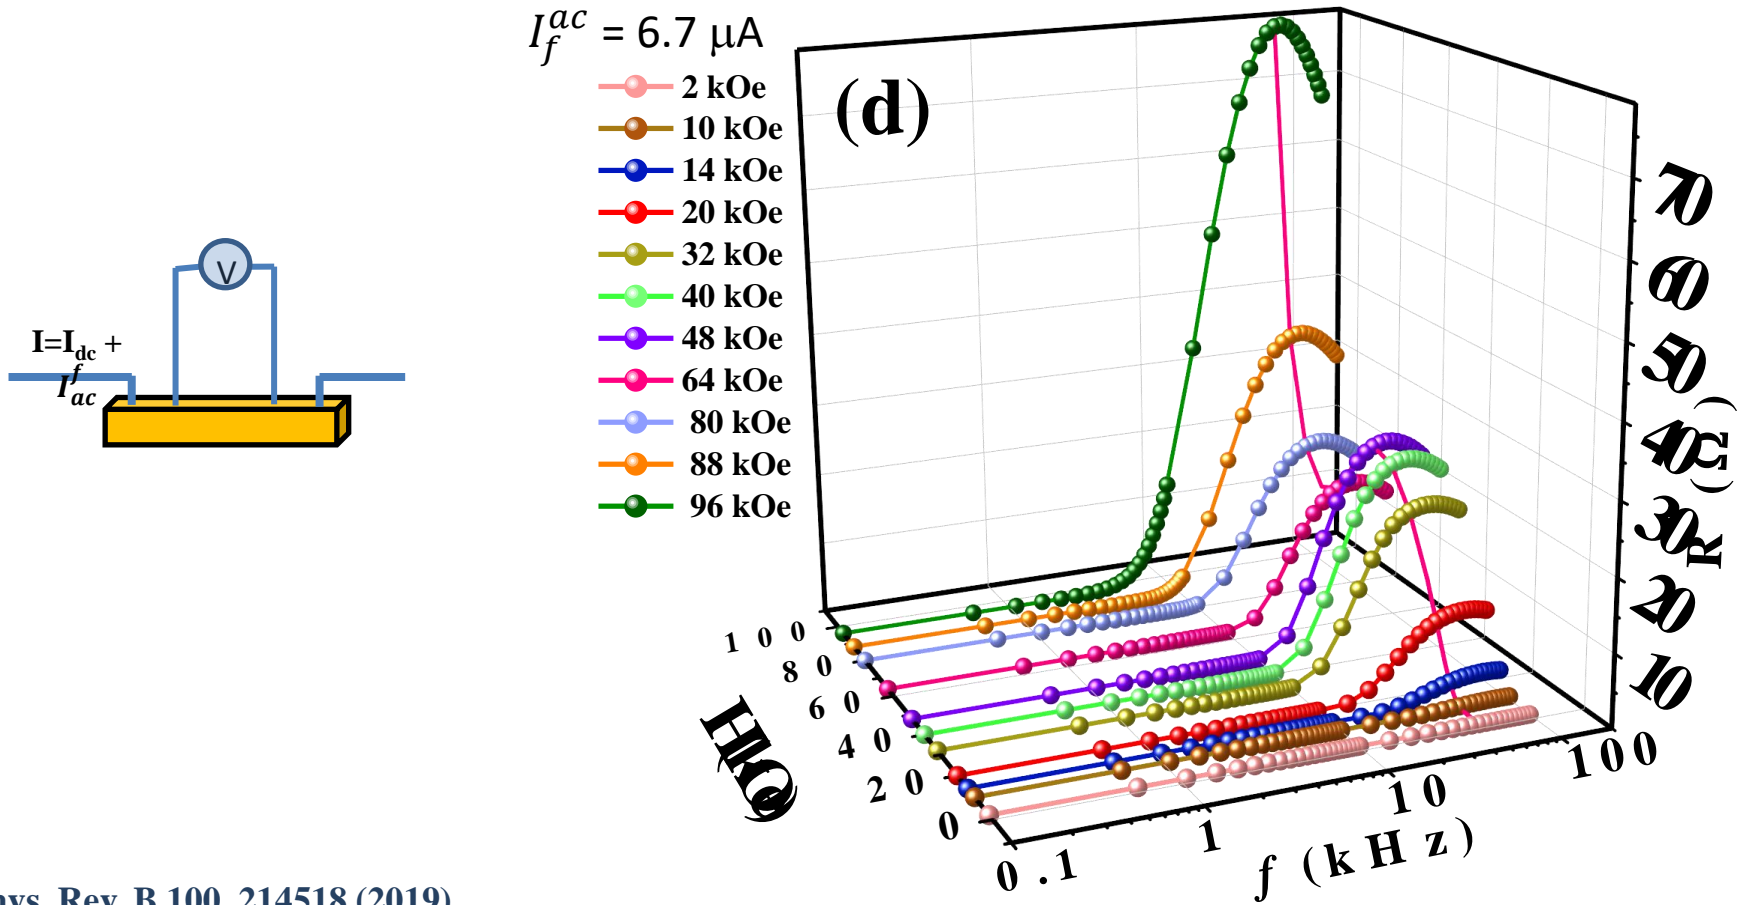 I_f^ac = 6.7 μA
2 kOe
10 kOe
14 kOe
20 kOe
32 kOe
40 kOe
48 kOe
64 kOe
80 kOe
88 kOe
96 kOe
(d)
V
I=I_dc +
I_ac^f
70
60
50
40
30
20
10
R (Ω)
100
80
60
40
20
0
0.1
1
10
100
f (kHz)
Rev. B 100, 214518 (2019)